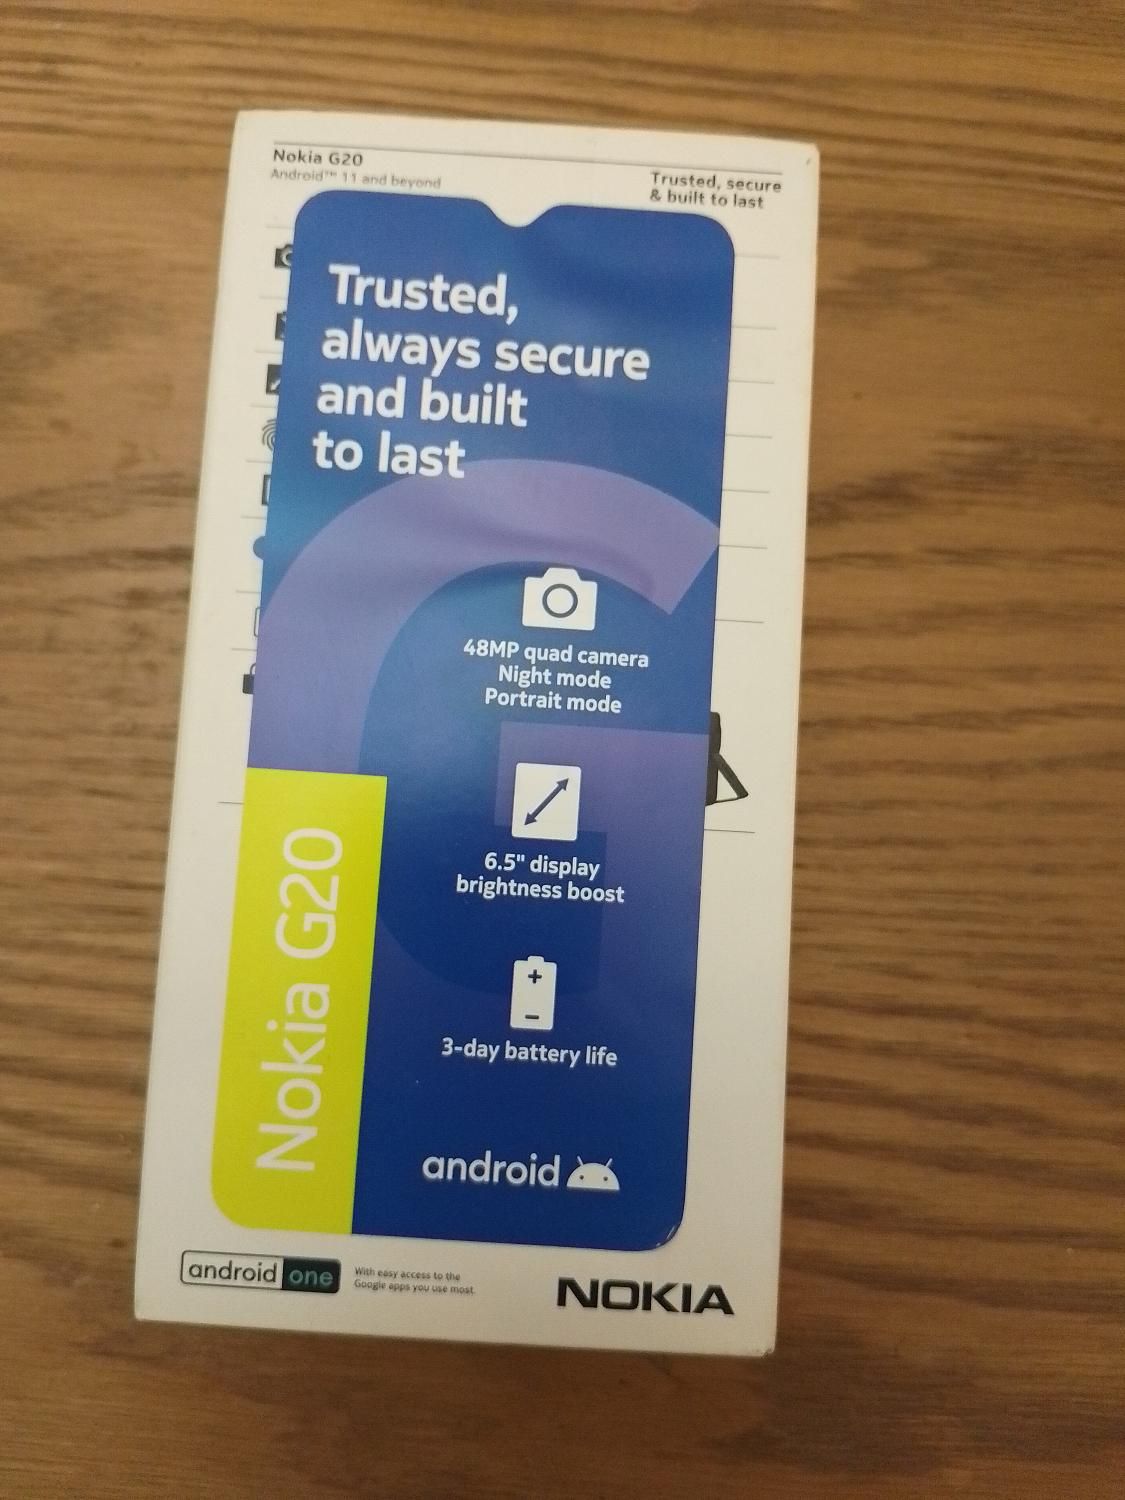 Nokia G20
Android™ 11 and beyond
Trusted, secure
& built to last
Trusted,
always secure
and built
to last
48MP quad camera
Night mode
Portrait mode
6.5" display
brightness boost
3-day battery life
Nokia G20
android
android one
With easy access to the
Google apps you use most.
NOKIA